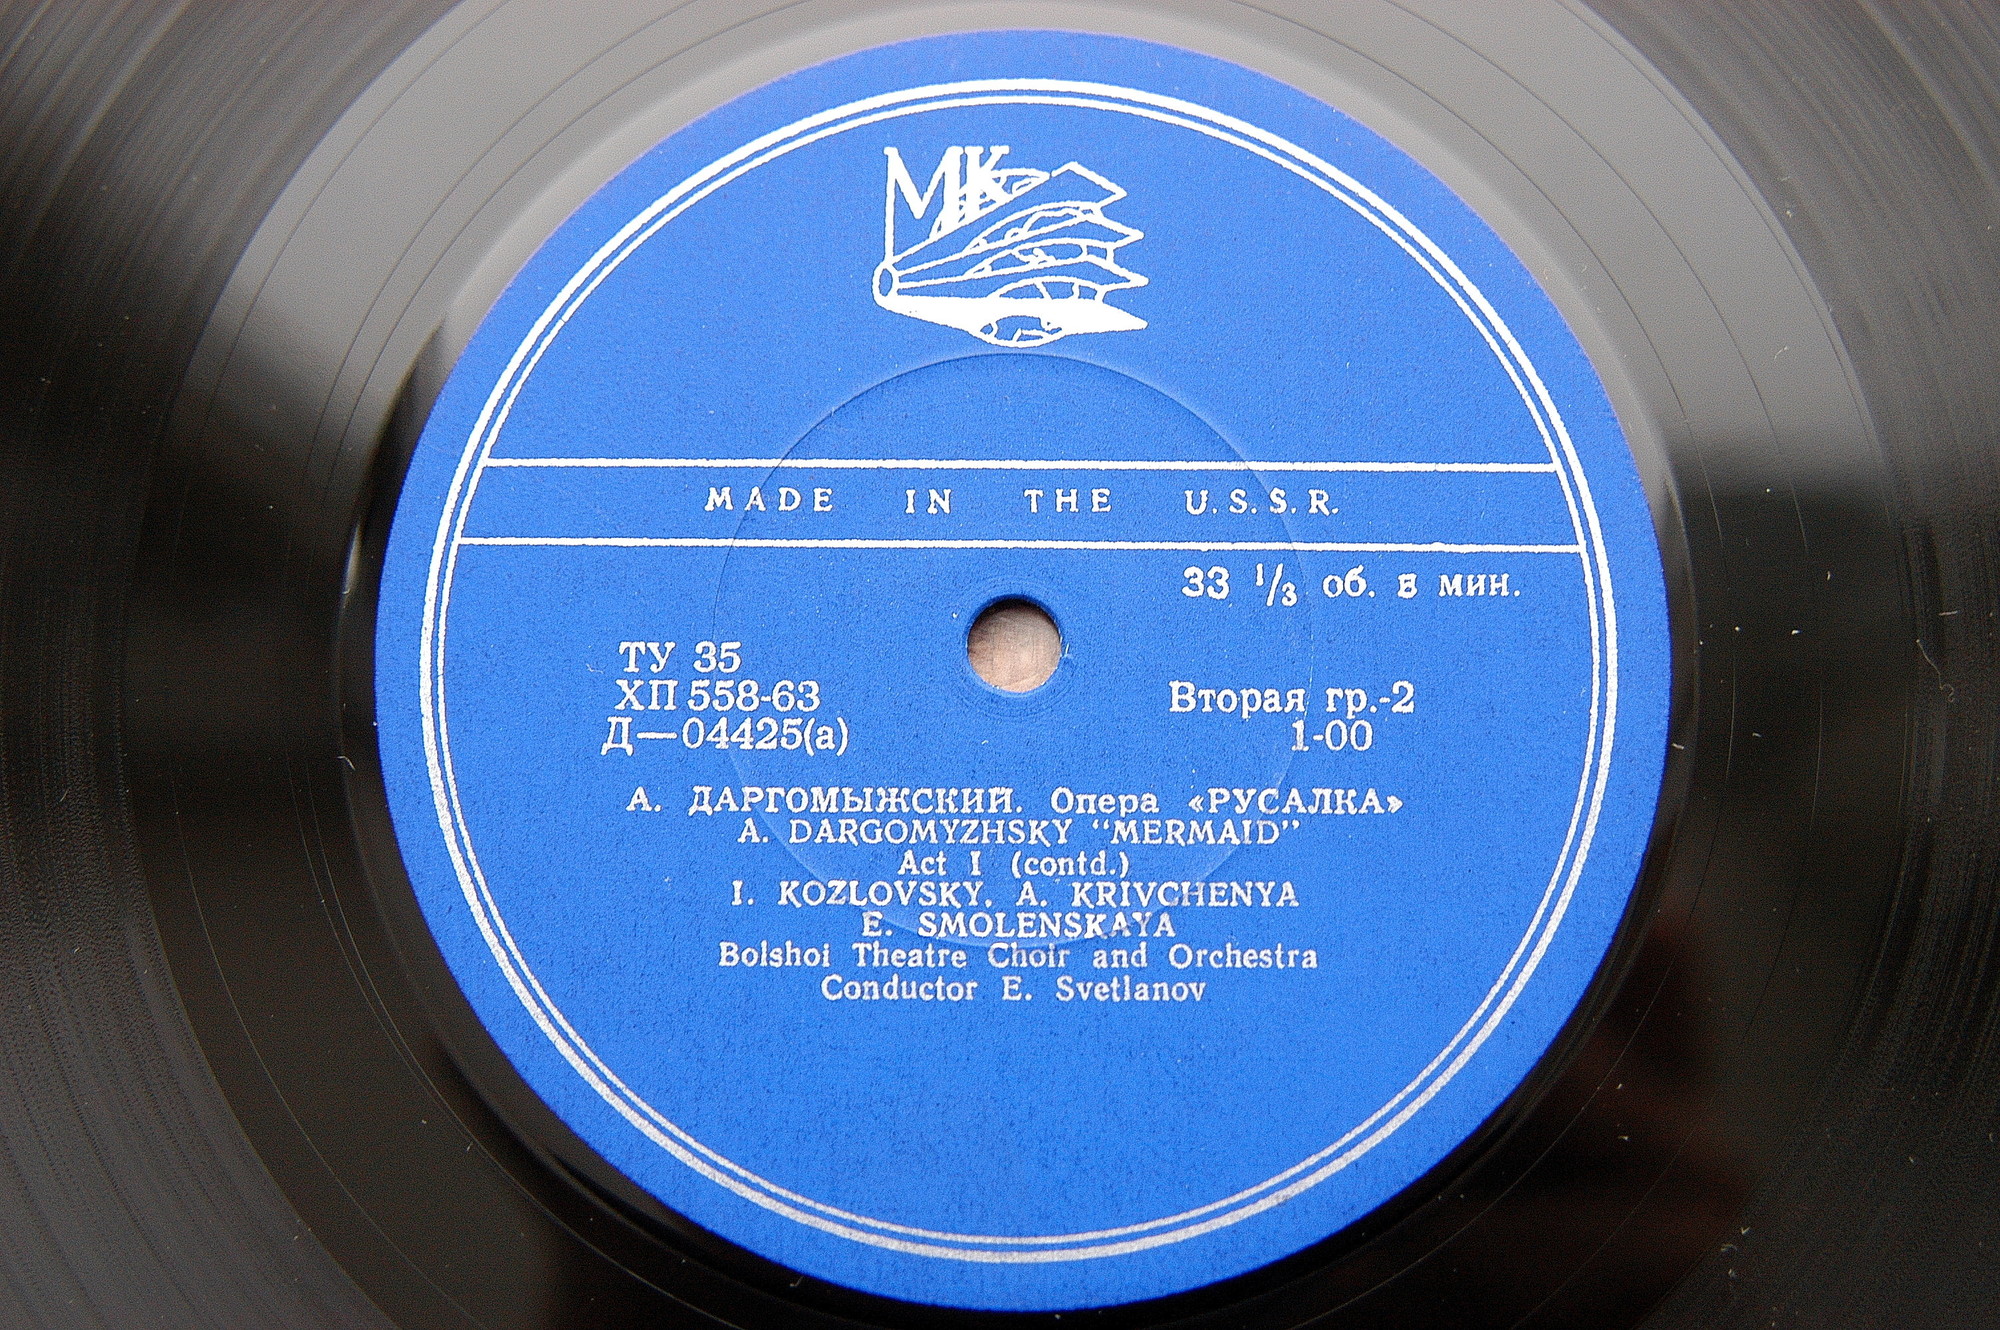 МК
MADE IN THE U.S.S.R.
33 1/3 об. в мин.
ТУ 35
ХП 558-63
Д—04425(а)
Вторая гр.-2
1-00
А. ДАРГОМЫЖСКИЙ. Опера «РУСАЛКА»
A. DARGOMYZHSKY “MERMAID”
Act I (contd.)
I. KOZLOVSKY, A. KRIVCHENYA
E. SMOLENSKAYA
Bolshoi Theatre Choir and Orchestra
Conductor E. Svetlanov